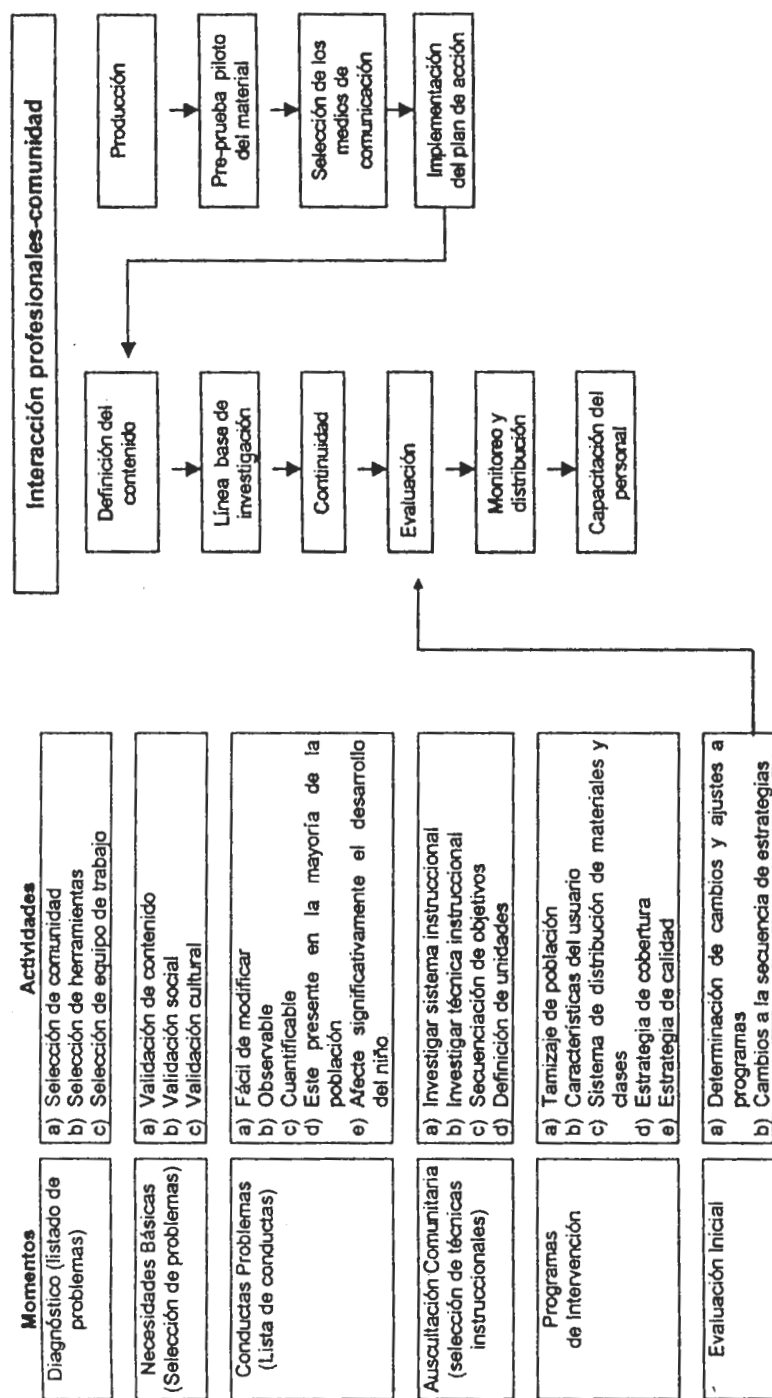 Momentos
Actividades
Diagnóstico (listado de
problemas)
a) Selección de comunidad
b) Selección de herramientas
c) Selección de equipo de trabajo
Necesidades Básicas
(Selección de problemas)
a) Validación de contenido
b) Validación social
c) Validación cultural
Conductas Problemas
(Lista de conductas)
a) Fácil de modificar
b) Observable
c) Cuantificable
d) Este presente en la mayoría de la
población
e) Afecte significativamente el desarrollo
del niño
Auscultación Comunitaria
(selección de técnicas
instruccionales)
a) Investigar sistema instruccional
b) Investigar técnica instruccional
c) Secuenciación de objetivos
d) Definición de unidades
Programas
de Intervención
a) Tamizaje de población
b) Características del usuario
c) Sistema de distribución de materiales y
clases
d) Estrategia de cobertura
e) Estrategia de calidad
Evaluación Inicial
a) Determinación de cambios y ajustes a
programas
b) Cambios a la secuencia de estrategias
Interacción profesionales-comunidad
Definición del
contenido
Línea base de
investigación
Continuidad
Evaluación
Monitoreo y
distribución
Capacitación del
personal
Producción
Pre-prueba piloto
del material
Selección de los
medios de
comunicación
Implementación
del plan de acción